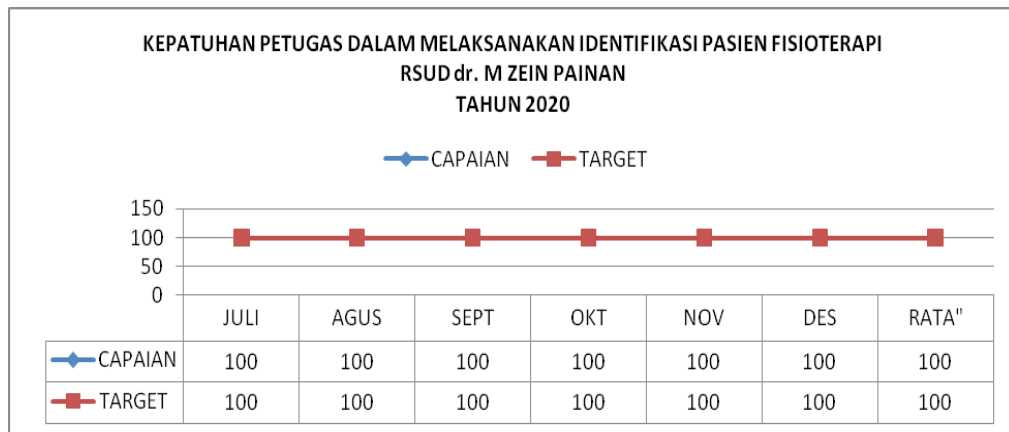 KEPATUHAN PETUGAS DALAM MELAKSANAKAN IDENTIFIKASI PASIEN FISIOTERAPI
RSUD dr. M ZEIN PAINAN
TAHUN 2020
CAPAIAN TARGET
150
100
50
0
JULI AGUS SEPT OKT NOV DES RATA"
CAPAIAN 100 100 100 100 100 100 100
TARGET 100 100 100 100 100 100 100